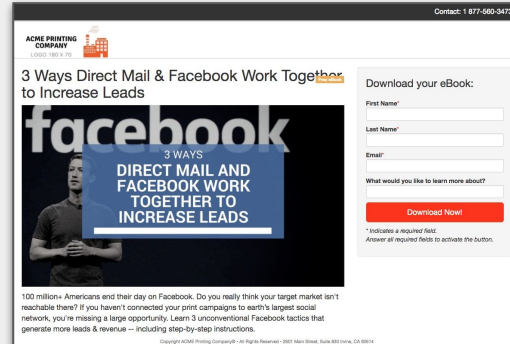 Contact: 1 877-560-3473
ACME PRINTING
COMPANY
LOGO 180 X 70
3 Ways Direct Mail & Facebook Work Together
to Increase Leads
facebook
3 WAYS
DIRECT MAIL AND
FACEBOOK WORK
TOGETHER TO
INCREASE LEADS
100 million+ Americans end their day on Facebook. Do you really think your target market isn't
reachable there? If you haven't connected your print campaigns to earth's largest social
network, you're missing a large opportunity. Learn 3 unconventional Facebook tactics that
generate more leads & revenue -- including step-by-step instructions.
Download your eBook:
First Name*
Last Name*
Email*
What would you like to learn more about?
Download Now!
* Indicates a required field.
Answer all required fields to activate the button.
Copyright ACME Printing Company® - All Rights Reserved - 2601 Main Street, Suite 830 Irvine, CA 92614